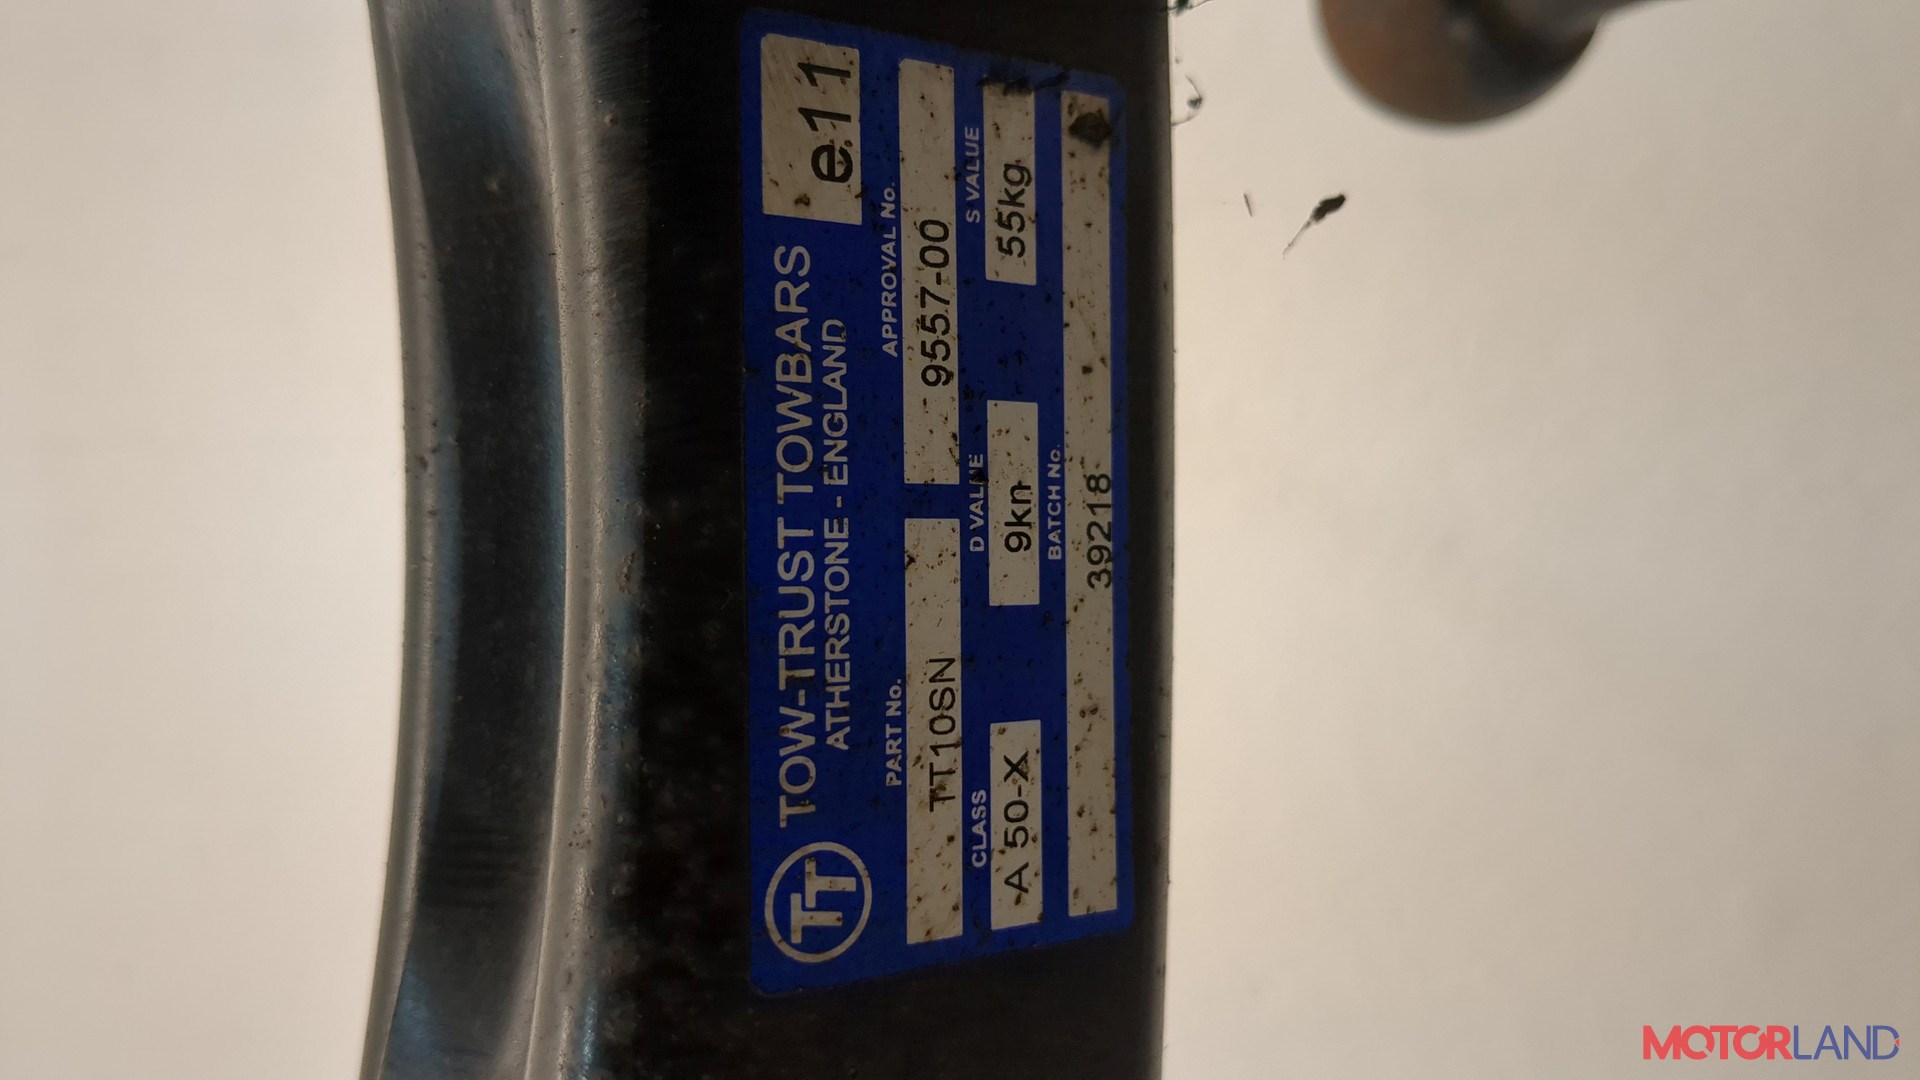 TT TOW-TRUST TOWBARS e11
ATHERSTONE - ENGLAND
PART No. APPROVAL No.
TT10SN 9557-00
CLASS D VALUE S VALUE
A 50-X 9kn 55kg
BATCH No.
39218
MOTORLAND